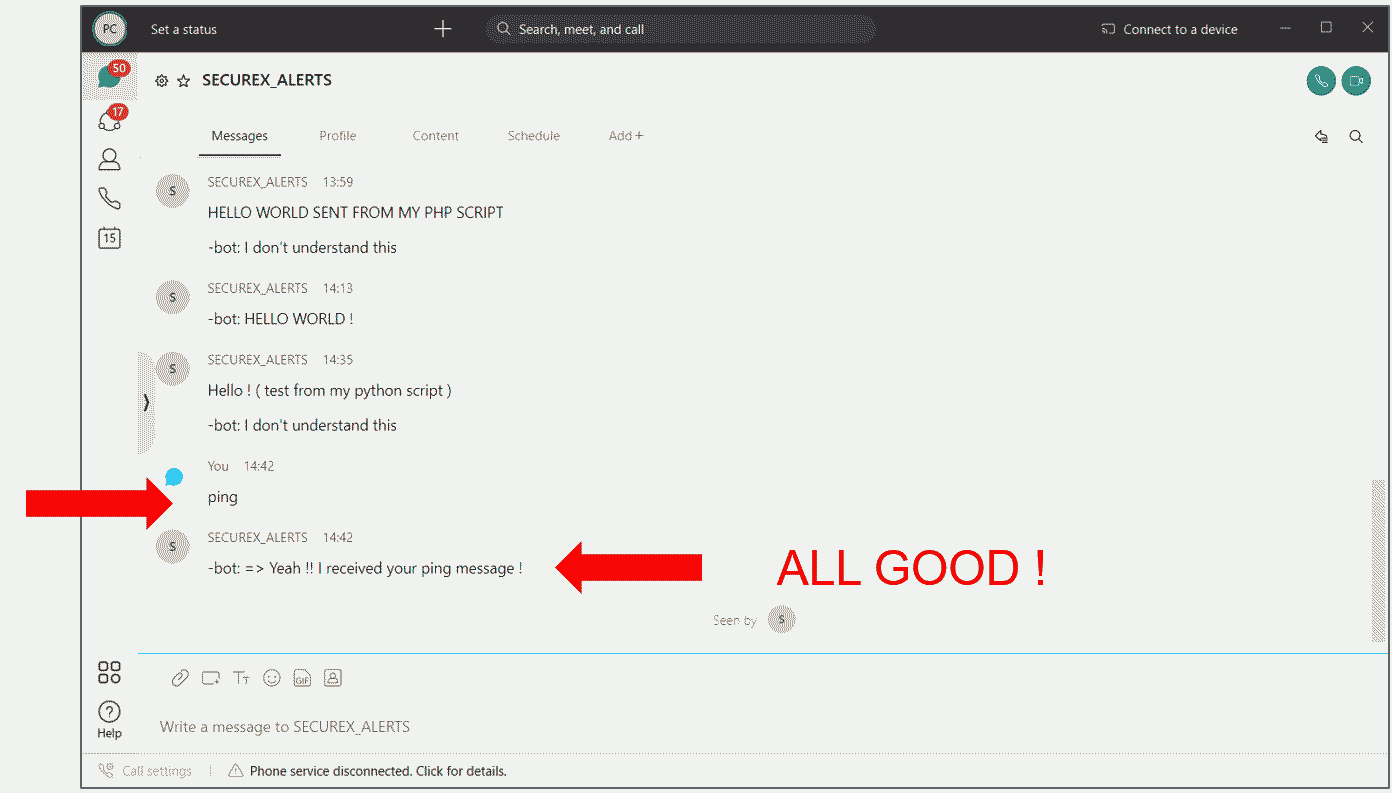 PC Set a status Search, meet, and call Connect to a device
50
SECUREX_ALERTS
17
Messages Profile Content Schedule Add +
S SECUREX_ALERTS 13:59
HELLO WORLD SENT FROM MY PHP SCRIPT
15
-bot: I don't understand this
S SECUREX_ALERTS 14:13
-bot: HELLO WORLD !
S SECUREX_ALERTS 14:35
Hello ! ( test from my python script )
-bot: I don't understand this
You 14:42
ping
S SECUREX_ALERTS 14:42
-bot: => Yeah !! I received your ping message !
ALL GOOD !
Seen by S
Tт GIF
Write a message to SECUREX_ALERTS
Help
Call settings Phone service disconnected. Click for details.